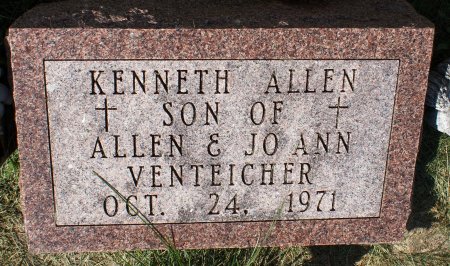 KENNETH ALLEN
† SON OF †
ALLEN & JO ANN
VENTEICHER
OCT. 24, 1971